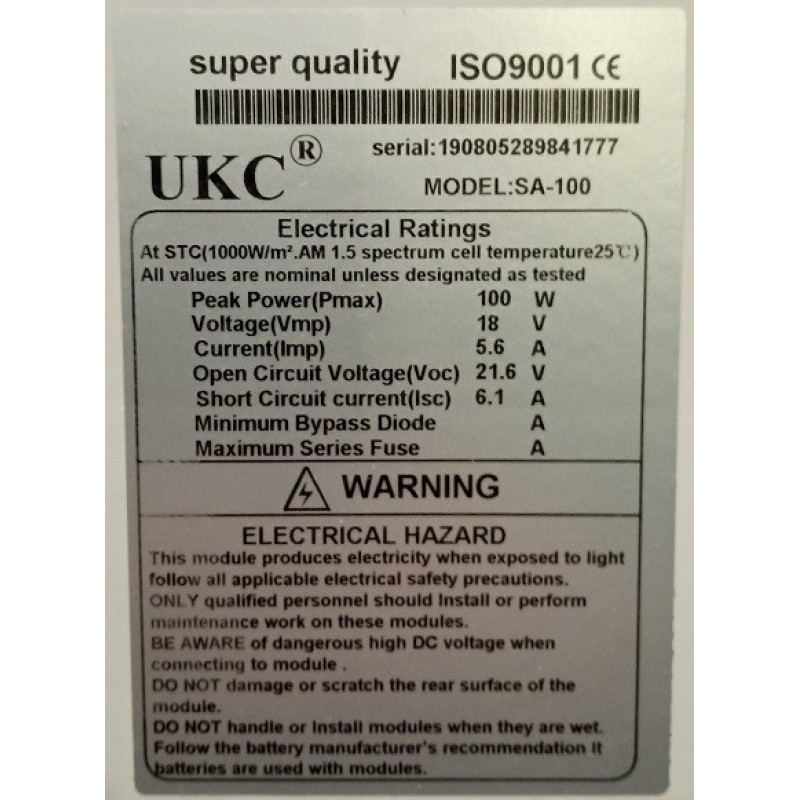 super quality ISO9001 CE
serial:190805289841777
UKC®
MODEL:SA-100
Electrical Ratings
At STC(1000W/m².AM 1.5 spectrum cell temperature25℃)
All values are nominal unless designated as tested
Peak Power(Pmax) 100 W
Voltage(Vmp) 18 V
Current(Imp) 5.6 A
Open Circuit Voltage(Voc) 21.6 V
Short Circuit current(Isc) 6.1 A
Minimum Bypass Diode A
Maximum Series Fuse A
WARNING
ELECTRICAL HAZARD
This module produces electricity when exposed to light
follow all applicable electrical safety precautions.
ONLY qualified personnel should Install or perform
maintenance work on these modules.
BE AWARE of dangerous high DC voltage when
connecting to module .
DO NOT damage or scratch the rear surface of the
module.
DO NOT handle or Install modules when they are wet.
Follow the battery manufacturer's recommendation It
batteries are used with modules.